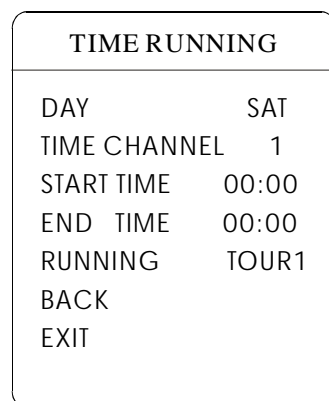 TIME RUNNING
DAY SAT
TIME CHANNEL 1
START TIME 00:00
END TIME 00:00
RUNNING TOUR1
BACK
EXIT